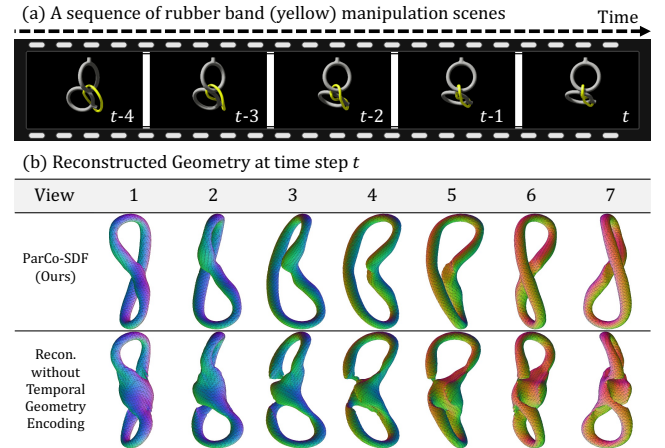 (a) A sequence of rubber band (yellow) manipulation scenes
Time
t-4 t-3 t-2 t-1 t
(b) Reconstructed Geometry at time step t
View 1 2 3 4 5 6 7
ParCo-SDF
(Ours)
Recon.
without
Temporal
Geometry
Encoding